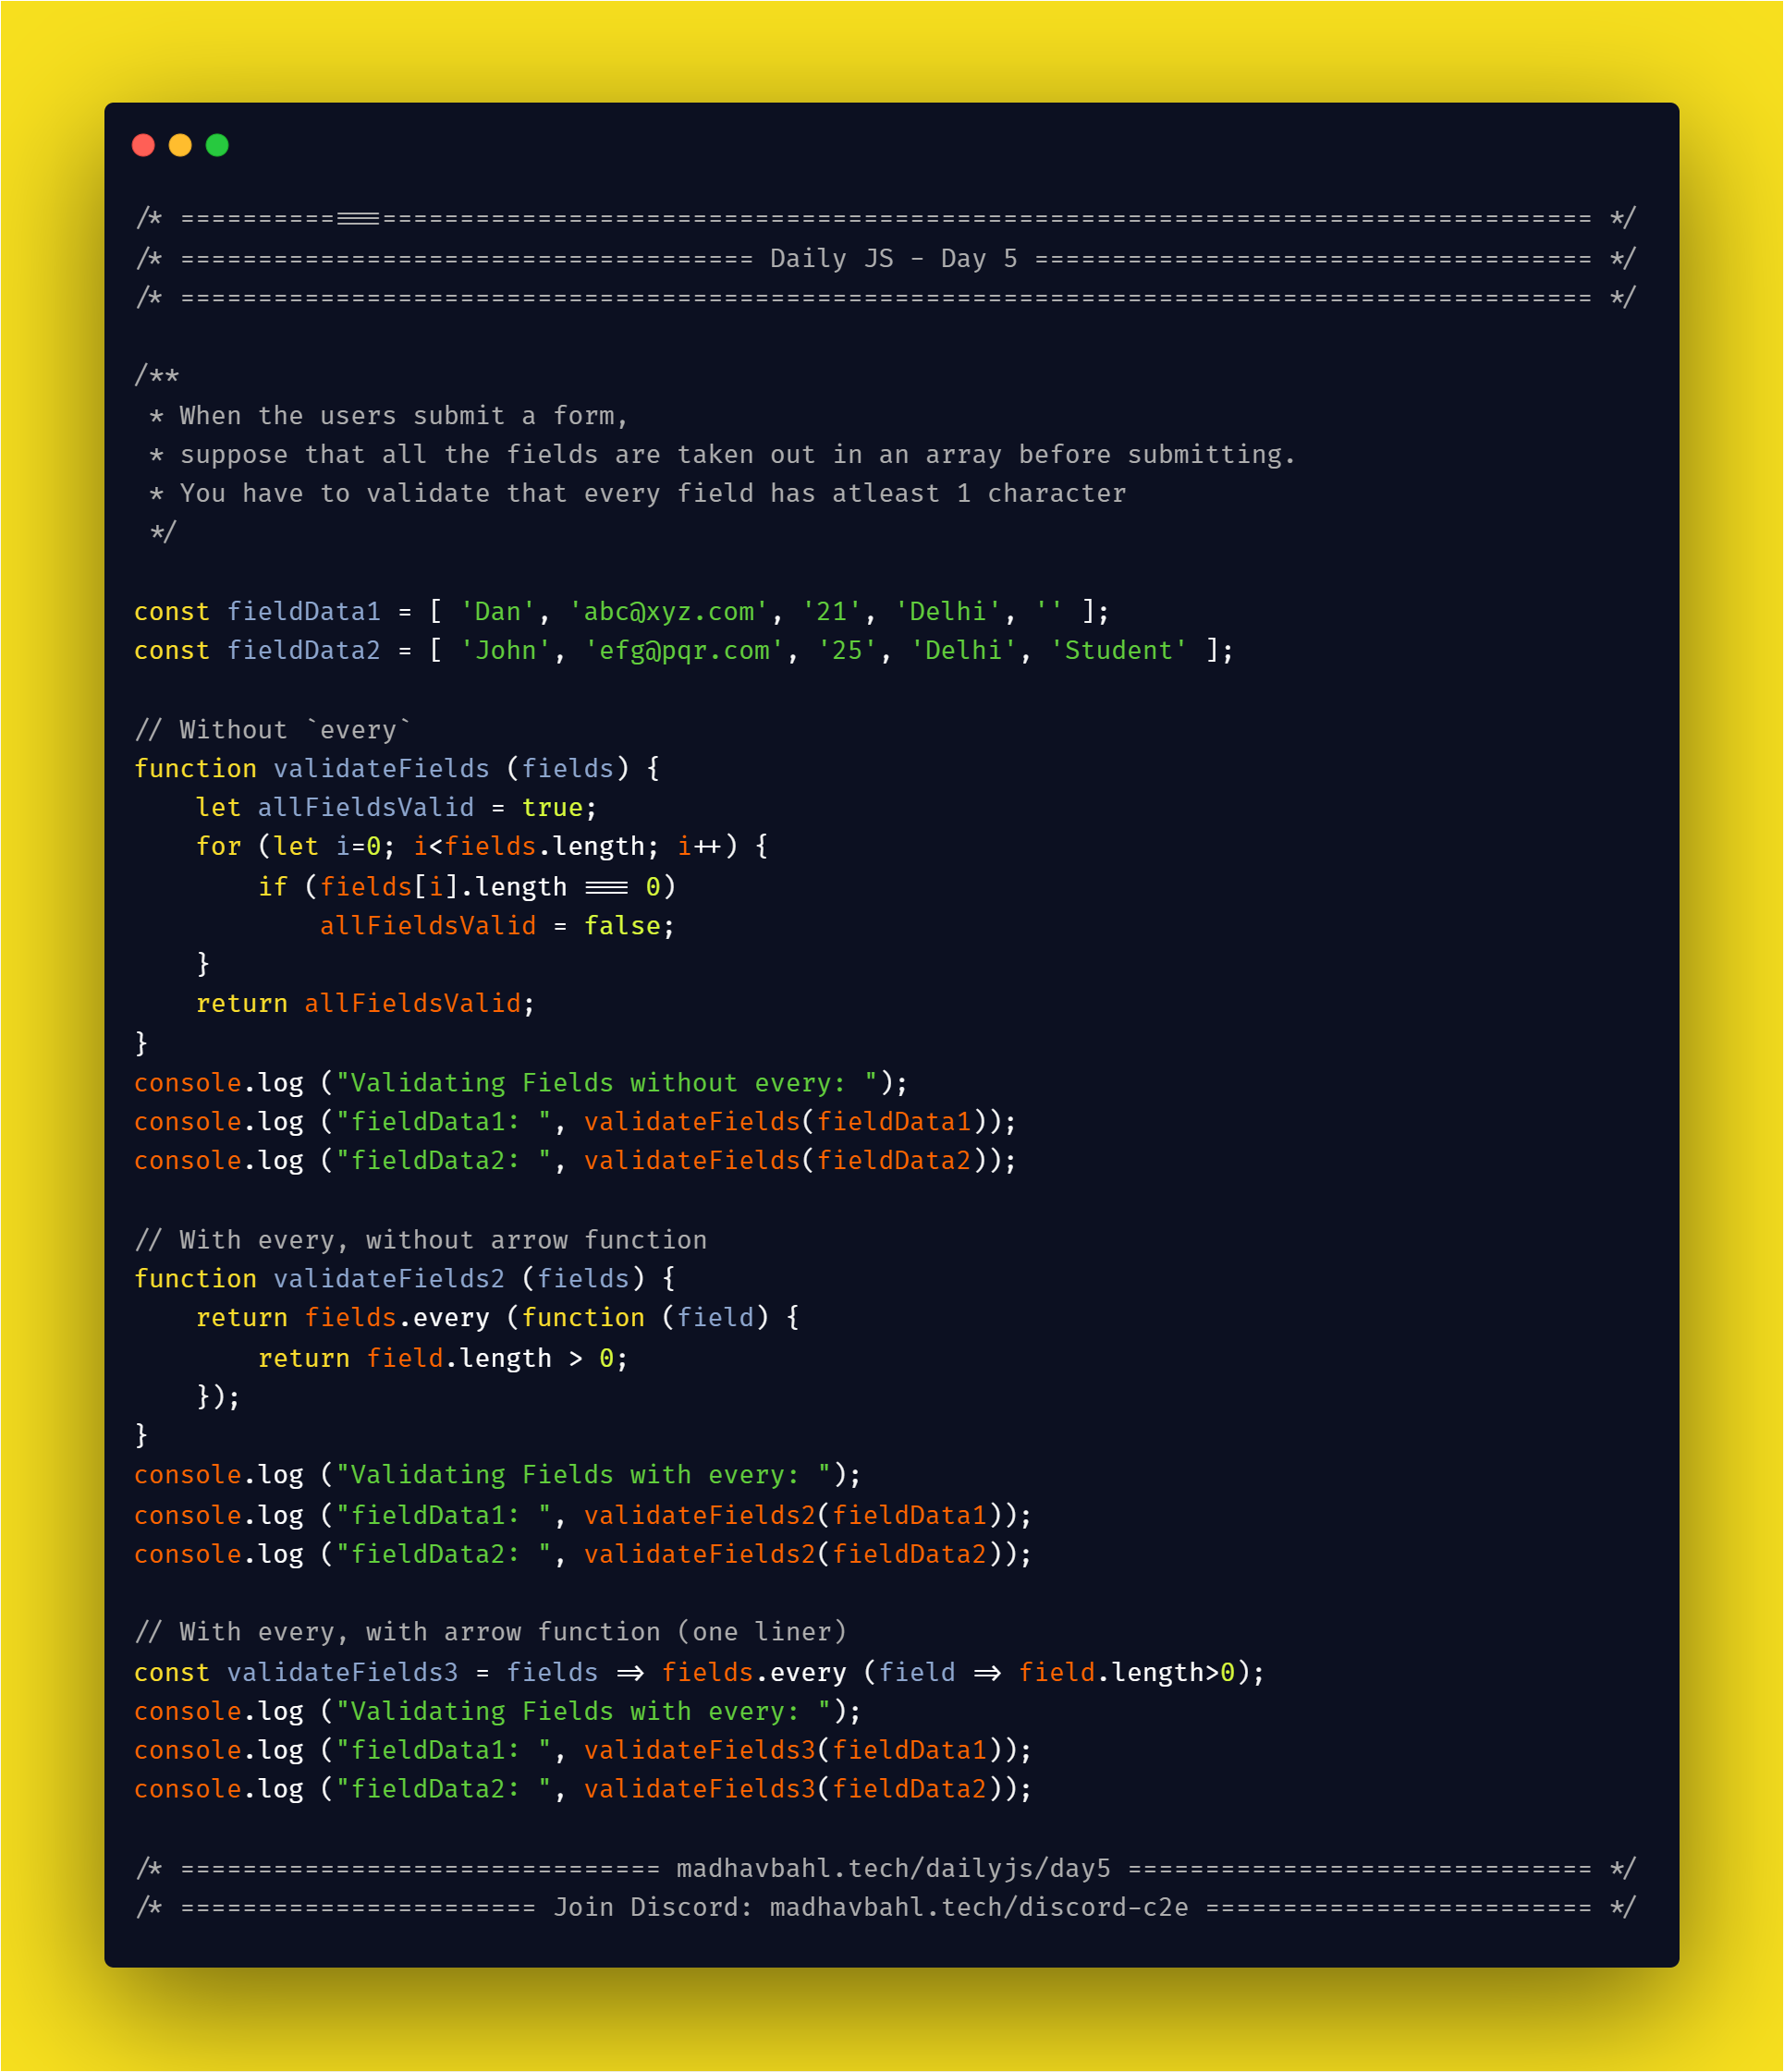 /* =========================================================================================== */
/* ===================================== Daily JS - Day 5 ==================================== */
/* =========================================================================================== */
/**
 * When the users submit a form,
 * suppose that all the fields are taken out in an array before submitting.
 * You have to validate that every field has atleast 1 character
 */
const fieldData1 = [ 'Dan', 'abc@xyz.com', '21', 'Delhi', '' ];
const fieldData2 = [ 'John', 'efg@pqr.com', '25', 'Delhi', 'Student' ];
// Without `every`
function validateFields (fields) {
    let allFieldsValid = true;
    for (let i=0; i<fields.length; i++) {
        if (fields[i].length === 0)
            allFieldsValid = false;
    }
    return allFieldsValid;
}
console.log ("Validating Fields without every: ");
console.log ("fieldData1: ", validateFields(fieldData1));
console.log ("fieldData2: ", validateFields(fieldData2));
// With every, without arrow function
function validateFields2 (fields) {
    return fields.every (function (field) {
        return field.length > 0;
    });
}
console.log ("Validating Fields with every: ");
console.log ("fieldData1: ", validateFields2(fieldData1));
console.log ("fieldData2: ", validateFields2(fieldData2));
// With every, with arrow function (one liner)
const validateFields3 = fields => fields.every (field => field.length>0);
console.log ("Validating Fields with every: ");
console.log ("fieldData1: ", validateFields3(fieldData1));
console.log ("fieldData2: ", validateFields3(fieldData2));
/* =============================== madhavbahl.tech/dailyjs/day5 ============================== */
/* ======================= Join Discord: madhavbahl.tech/discord-c2e ========================= */